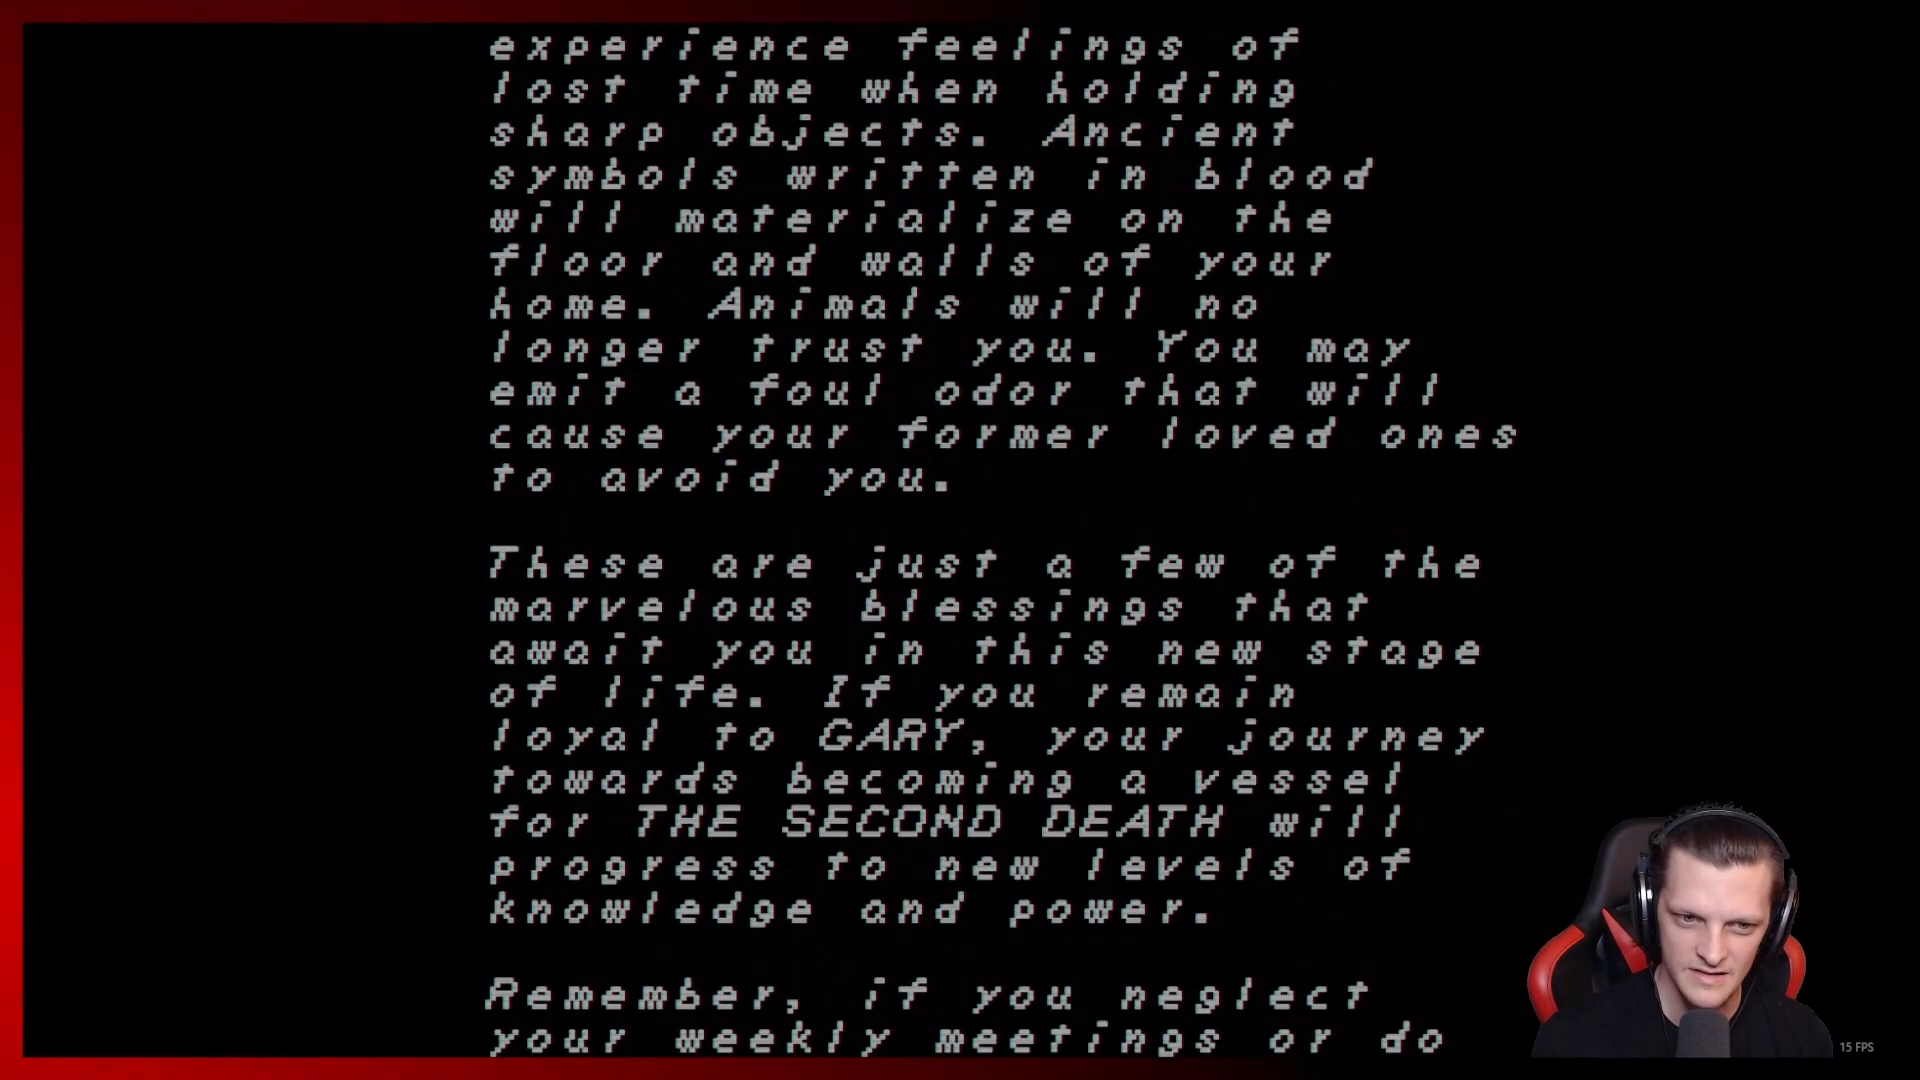 experience feelings of
lost time when holding
sharp objects. Ancient
symbols written in blood
will materialize on the
floor and walls of your
home. Animals will no
longer trust you. You may
emit a foul odor that will
cause your former loved ones
to avoid you.
These are just a few of the
marvelous blessings that
await you in this new stage
of life. If you remain
loyal to GARY, your journey
towards becoming a vessel
for THE SECOND DEATH will
progress to new levels of
knowledge and power.
Remember, if you neglect
your weekly meetings or do
15 FPS